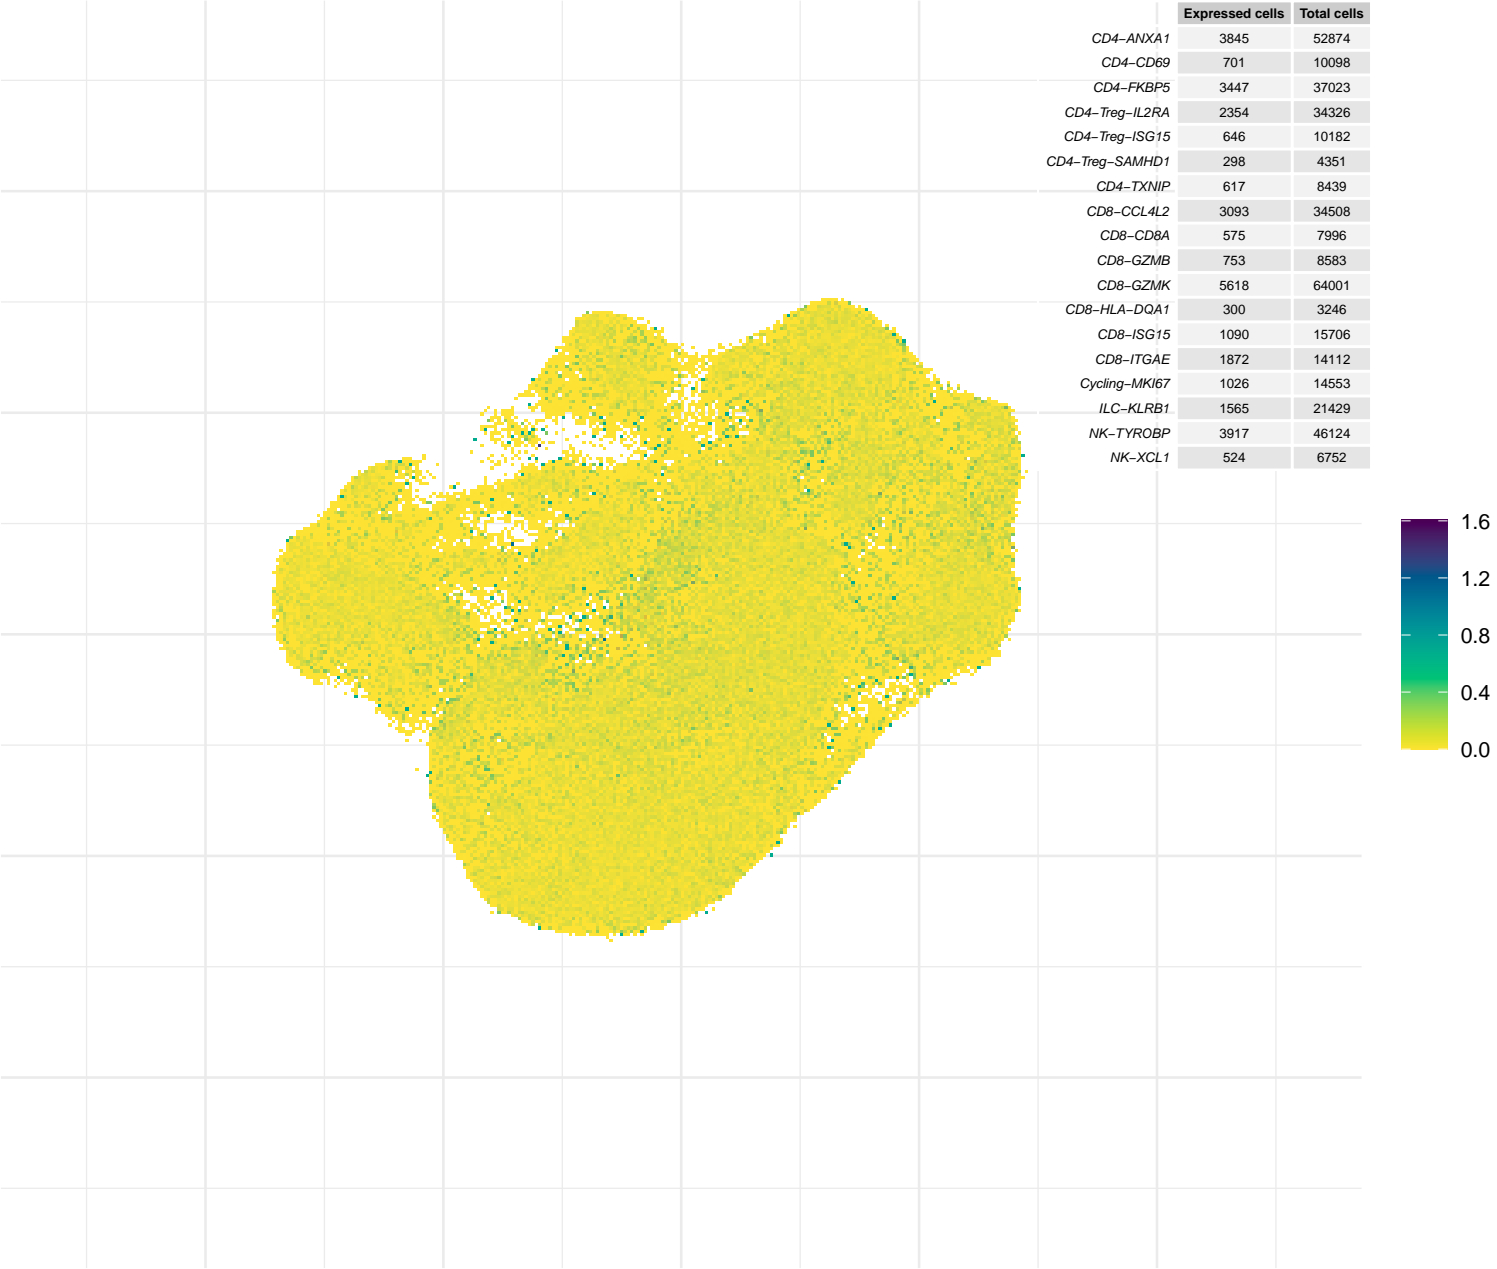 Expressed cells Total cells
CD4−ANXA1 3845 52874
CD4−CD69 701 10098
CD4−FKBP5 3447 37023
CD4−Treg−IL2RA 2354 34326
CD4−Treg−ISG15 646 10182
CD4−Treg−SAMHD1 298 4351
CD4−TXNIP 617 8439
CD8−CCL4L2 3093 34508
CD8−CD8A 575 7996
CD8−GZMB 753 8583
CD8−GZMK 5618 64001
CD8−HLA−DQA1 300 3246
CD8−ISG15 1090 15706
CD8−ITGAE 1872 14112
Cycling−MKI67 1026 14553
ILC−KLRB1 1565 21429
NK−TYROBP 3917 46124
NK−XCL1 524 6752
1.6
1.2
0.8
0.4
0.0